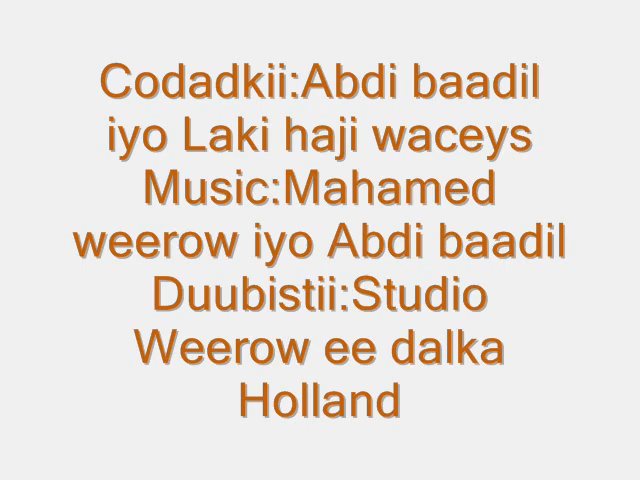 Codadkii:Abdi baadil
iyo Laki haji waceys
Music:Mahamed
weerow iyo Abdi baadil
Duubistii:Studio
Weerow ee dalka
Holland